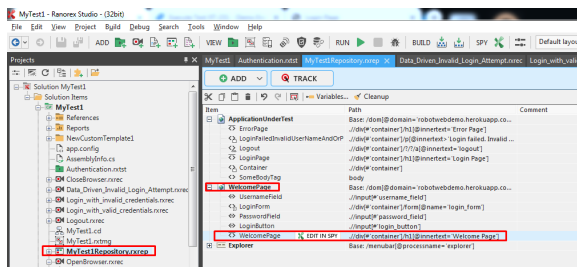 MyTest1 - Ranorex Studio - (32bit)
File Edit View Project Build Debug Search Tools Window Help
ADD VIEW RUN BUILD SPY Default layou
Projects
MyTest1 Authentication.rxtst MyTest1Repository.rxrep Data_Driven_Invalid_Login_Attempt.rxrec Login_with_vali
ADD TRACK
Variables... Cleanup
Item Path Comment
Solution MyTest1
Solution Items
MyTest1
References
Reports
NewCustomTemplate1
app.config
AssemblyInfo.cs
Authentication.rxtst
CloseBrowser.rxrec
Data_Driven_Invalid_Login_Attempt.rxrec
Login_with_invalid_credentials.rxrec
Login_with_valid_credentials.rxrec
Logout.rxrec
MyTest1.cd
MyTest1.rxtmg
MyTest1Repository.rxrep
OpenBrowser.rxrec
ApplicationUnderTest Base: /dom[@domain='robotwebdemo.herokuapp.co...
ErrorPage .//div[#'container']/h1[@innertext='Error Page']
LoginFailedInvalidUserNameAndOrP .//div[#'container']/p[@innertext>'Login failed. Invalid ...
Logout .//div[#'container']/?/?/a[@innertext='logout']
LoginPage .//div[#'container']/h1[@innertext='Login Page']
Container .//div[#'container']
SomeBodyTag body
WelcomePage Base: /dom[@domain='robotwebdemo.herokuapp.co...
UsernameField .//input[#'username_field']
LoginForm .//div[#'container']/form[@name='login_form']
PasswordField .//input[#'password_field']
LoginButton .//input[#'login_button']
WelcomePage EDIT IN SPY .//div[#'container']/h1[@innertext='Welcome Page']
Explorer Base: /menubar[@processname='explorer']